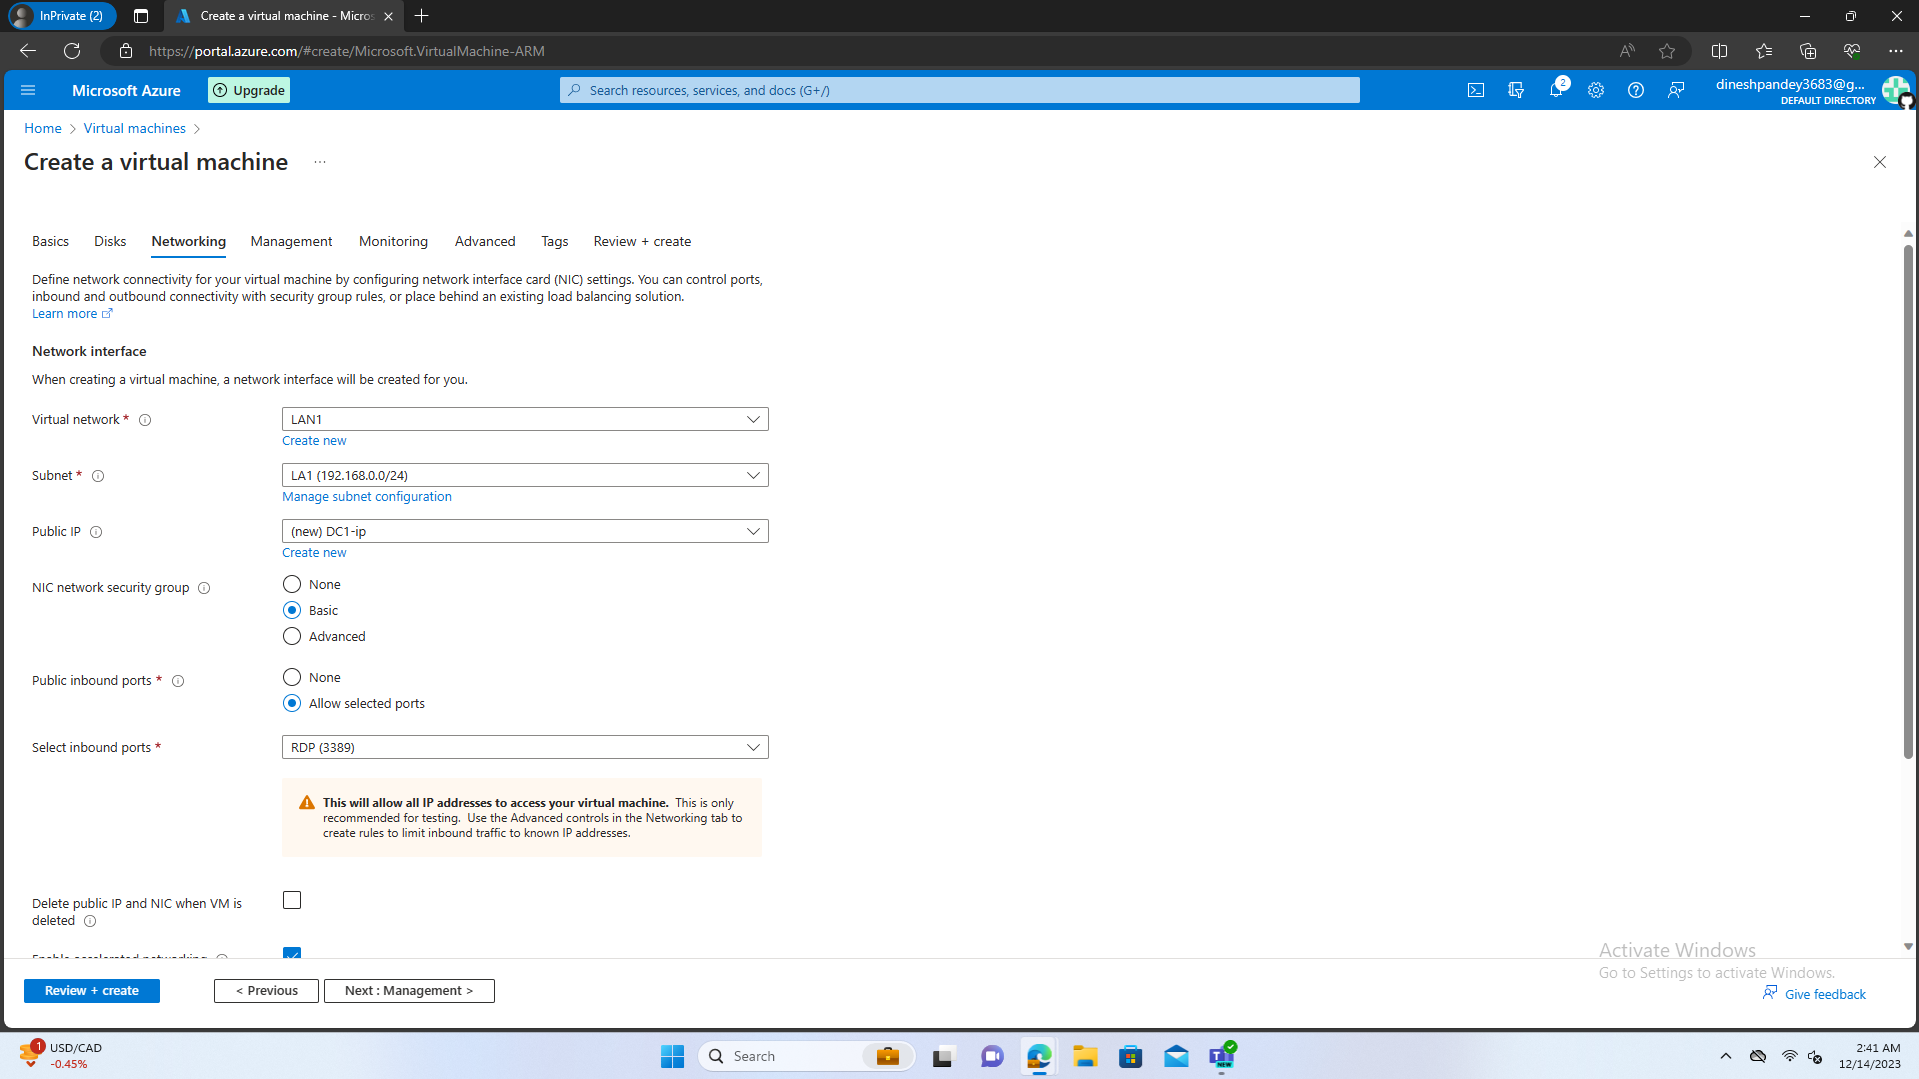 InPrivate (2)
Create a virtual machine - Micros
https://portal.azure.com/#create/Microsoft.VirtualMachine-ARM
Microsoft Azure
Upgrade
Search resources, services, and docs (G+/)
2
dineshpandey3683@g...
DEFAULT DIRECTORY
Home > Virtual machines >
Create a virtual machine ...
Basics Disks Networking Management Monitoring Advanced Tags Review + create
Define network connectivity for your virtual machine by configuring network interface card (NIC) settings. You can control ports,
inbound and outbound connectivity with security group rules, or place behind an existing load balancing solution.
Learn more
Network interface
When creating a virtual machine, a network interface will be created for you.
Virtual network * LAN1
Create new
Subnet * LA1 (192.168.0.0/24)
Manage subnet configuration
Public IP (new) DC1-ip
Create new
NIC network security group
None
Basic
Advanced
Public inbound ports *
None
Allow selected ports
Select inbound ports * RDP (3389)
This will allow all IP addresses to access your virtual machine. This is only
recommended for testing. Use the Advanced controls in the Networking tab to
create rules to limit inbound traffic to known IP addresses.
Delete public IP and NIC when VM is
deleted
Enable accelerated networking
Activate Windows
Go to Settings to activate Windows.
Review + create < Previous Next : Management >
Give feedback
1
USD/CAD
-0.45%
Search
NEW
2:41 AM
12/14/2023